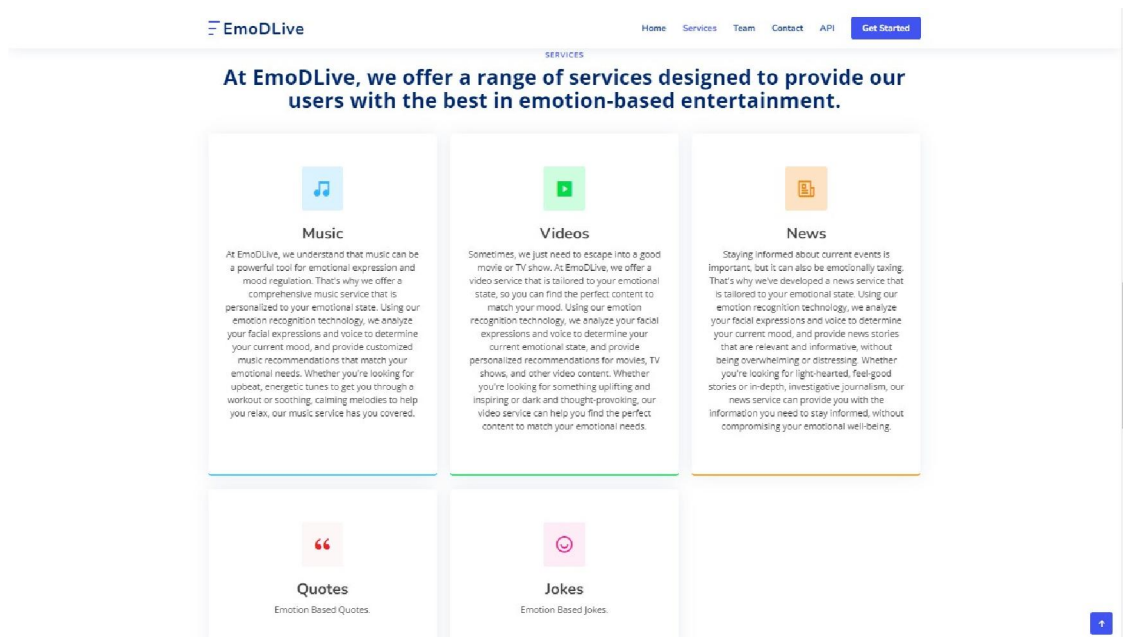 EmoDLive
Home Services Team Contact API Get Started
SERVICES
At EmoDLive, we offer a range of services designed to provide our
users with the best in emotion-based entertainment.
Music
At EmoDLive, we understand that music can be
a powerful tool for emotional expression and
mood regulation. That's why we offer a
comprehensive music service that is
personalized to your emotional state. Using our
emotion recognition technology, we analyze
your facial expressions and voice to determine
your current mood, and provide customized
music recommendations that match your
emotional needs. Whether you're looking for
upbeat, energetic tunes to get you through a
workout or soothing, calming melodies to help
you relax, our music service has you covered.
Videos
Sometimes, we just need to escape into a good
movie or TV show. At EmoDLive, we offer a
video service that is tailored to your emotional
state, so you can find the perfect content to
match your mood. Using our emotion
recognition technology, we analyze your facial
expressions and voice to determine your
current emotional state, and provide
personalized recommendations for movies, TV
shows, and other video content. Whether
you're looking for something uplifting and
inspiring or dark and thought-provoking, our
video service can help you find the perfect
content to match your emotional needs.
News
Staying informed about current events is
important, but it can also be emotionally taxing.
That's why we've developed a news service that
is tailored to your emotional state. Using our
emotion recognition technology, we analyze
your facial expressions and voice to determine
your current mood, and provide news stories
that are relevant and informative, without
being overwhelming or distressing. Whether
you're looking for light-hearted, feel-good
stories or in-depth, investigative journalism, our
news service can provide you with the
information you need to stay informed, without
compromising your emotional well-being.
Quotes
Emotion Based Quotes.
Jokes
Emotion Based Jokes.